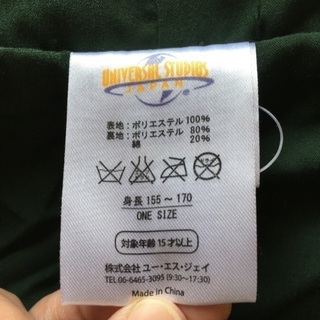 UNIVERSAL STUDIOS
JAPAN
表地：ポリエステル 100%
裏地：ポリエステル 80%
綿 20%
身長 155 ～ 170
ONE SIZE
対象年齢 15才以上
株式会社 ユー・エス・ジェイ
TEL 06-6465-3095 (9:30～17:30)
Made in China